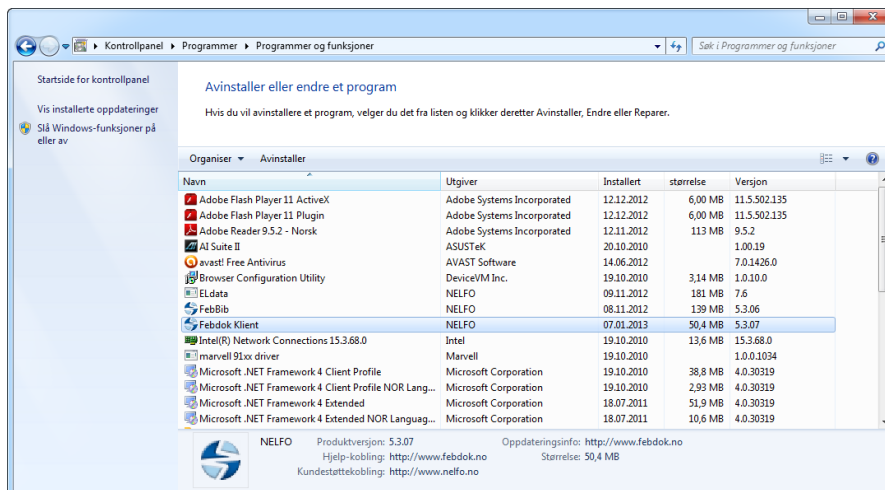 Kontrollpanel ▸ Programmer ▸ Programmer og funksjoner
Søk i Programmer og funksjoner
Startside for kontrollpanel
Vis installerte oppdateringer
Slå Windows-funksjoner på
eller av
Avinstaller eller endre et program
Hvis du vil avinstallere et program, velger du det fra listen og klikker deretter Avinstaller, Endre eller Reparer.
Organiser Avinstaller
Navn Utgiver Installert størrelse Versjon
Adobe Flash Player 11 ActiveX Adobe Systems Incorporated 12.12.2012 6,00 MB 11.5.502.135
Adobe Flash Player 11 Plugin Adobe Systems Incorporated 12.12.2012 6,00 MB 11.5.502.135
Adobe Reader 9.5.2 - Norsk Adobe Systems Incorporated 12.11.2012 113 MB 9.5.2
AI Suite II ASUSTeK 20.10.2010 1.00.19
avast! Free Antivirus AVAST Software 14.06.2012 7.0.1426.0
Browser Configuration Utility DeviceVM Inc. 19.10.2010 3,14 MB 1.0.10.0
ELdata NELFO 09.11.2012 181 MB 7.6
FebBib NELFO 08.11.2012 139 MB 5.3.06
Febdok Klient NELFO 07.01.2013 50,4 MB 5.3.07
Intel(R) Network Connections 15.3.68.0 Intel 19.10.2010 13,6 MB 15.3.68.0
marvell 91xx driver Marvell 19.10.2010 1.0.0.1034
Microsoft .NET Framework 4 Client Profile Microsoft Corporation 19.10.2010 38,8 MB 4.0.30319
Microsoft .NET Framework 4 Client Profile NOR Lang... Microsoft Corporation 19.10.2010 2,93 MB 4.0.30319
Microsoft .NET Framework 4 Extended Microsoft Corporation 18.07.2011 51,9 MB 4.0.30319
Microsoft .NET Framework 4 Extended NOR Languag... Microsoft Corporation 18.07.2011 10,6 MB 4.0.30319
NELFO Produktversjon: 5.3.07 Oppdateringsinfo: http://www.febdok.no
Hjelp-kobling: http://www.febdok.no Størrelse: 50,4 MB
Kundestøttekobling: http://www.nelfo.no